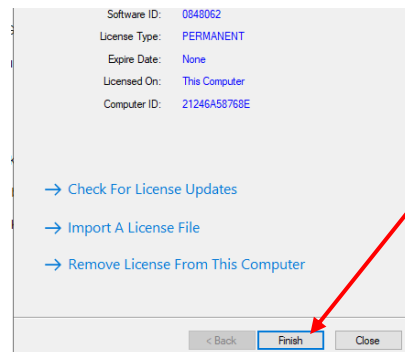 Software ID: 0848062
License Type: PERMANENT
Expire Date: None
Licensed On: This Computer
Computer ID: 21246A58768E
→ Check For License Updates
→ Import A License File
→ Remove License From This Computer
< Back Finish Close